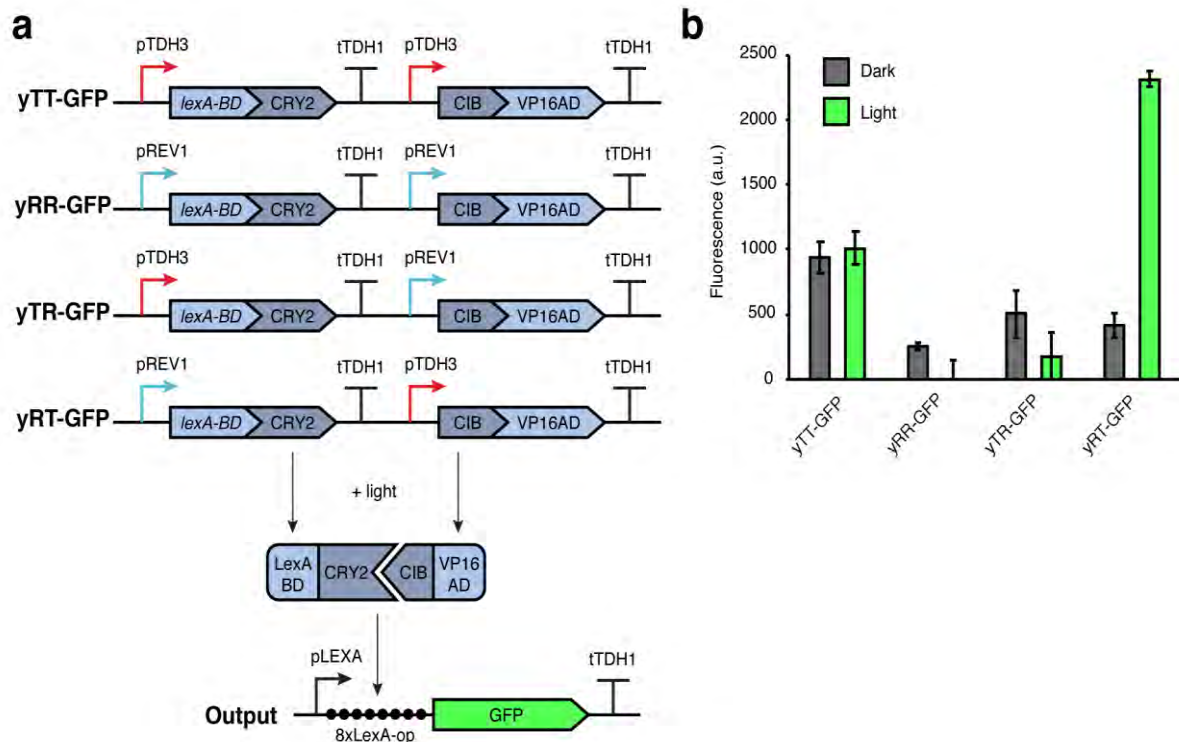 a
pTDH3 tTDH1 pTDH3 tTDH1
yTT-GFP lexA-BD CRY2 CIB VP16AD
pREV1 tTDH1 pREV1 tTDH1
yRR-GFP lexA-BD CRY2 CIB VP16AD
pTDH3 tTDH1 pREV1 tTDH1
yTR-GFP lexA-BD CRY2 CIB VP16AD
pREV1 tTDH1 pTDH3 tTDH1
yRT-GFP lexA-BD CRY2 CIB VP16AD
+ light
LexA BD CRY2 CIB VP16 AD
pLEXA tTDH1
Output GFP
8xLexA-op
b
Dark
Light
Fluorescence (a.u.)
2500
2000
1500
1000
500
0
yTT-GFP
yRR-GFP
yTR-GFP
yRT-GFP